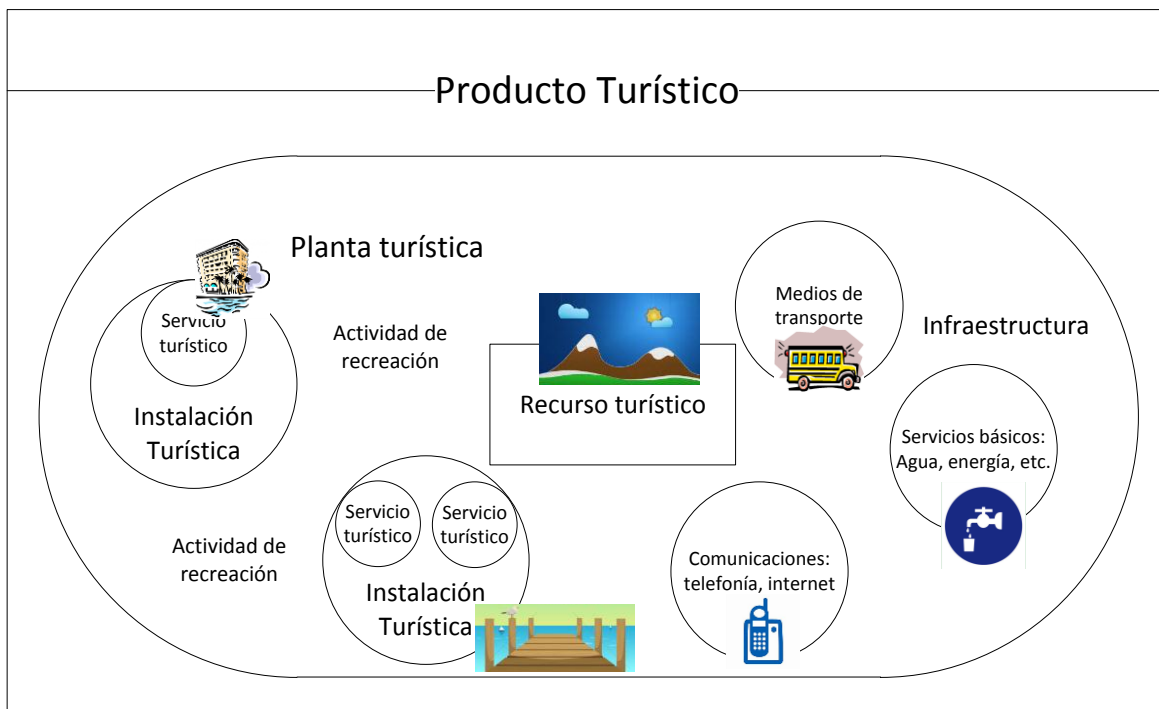 Producto Turístico
Planta turística
Servicio
turístico
Instalación
Turística
Actividad de
recreación
Recurso turístico
Medios de
transporte
Infraestructura
Servicios básicos:
Agua, energía, etc.
Servicio
turístico
Servicio
turístico
Instalación
Turística
Actividad de
recreación
Comunicaciones:
telefonía, internet